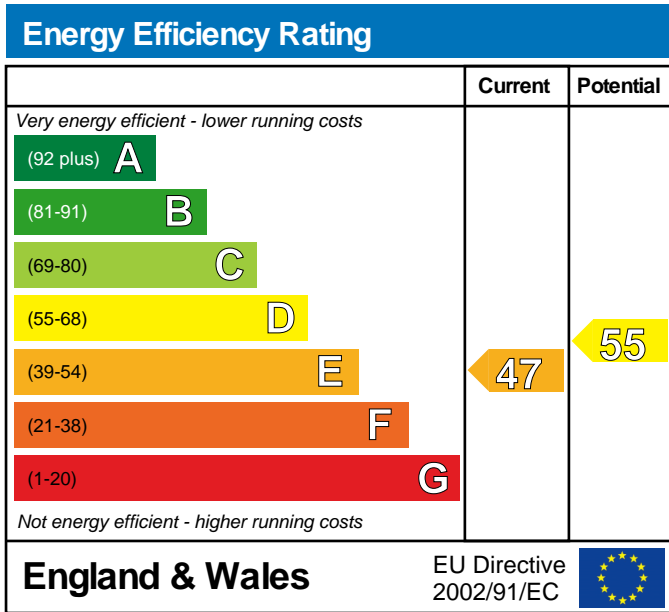 Energy Efficiency Rating
Current Potential
Very energy efficient - lower running costs
(92 plus) A
(81-91) B
(69-80) C
(55-68) D
(39-54) E
47
55
(21-38) F
(1-20) G
Not energy efficient - higher running costs
England & Wales
EU Directive
2002/91/EC